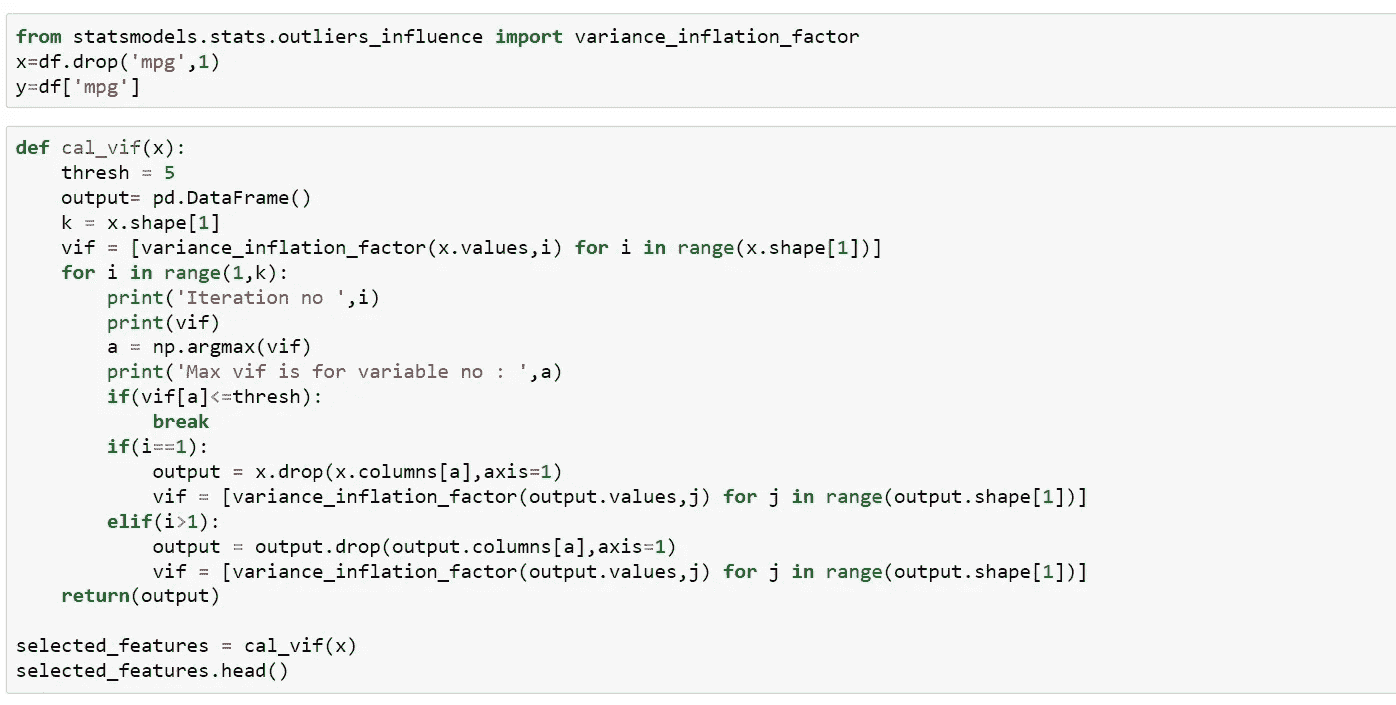 from statsmodels.stats.outliers_influence import variance_inflation_factor
x=df.drop('mpg',1)
y=df['mpg']
def cal_vif(x):
    thresh = 5
    output= pd.DataFrame()
    k = x.shape[1]
    vif = [variance_inflation_factor(x.values,i) for i in range(x.shape[1])]
    for i in range(1,k):
        print('Iteration no ',i)
        print(vif)
        a = np.argmax(vif)
        print('Max vif is for variable no : ',a)
        if(vif[a]<=thresh):
            break
        if(i==1):
            output = x.drop(x.columns[a],axis=1)
            vif = [variance_inflation_factor(output.values,j) for j in range(output.shape[1])]
        elif(i>1):
            output = output.drop(output.columns[a],axis=1)
            vif = [variance_inflation_factor(output.values,j) for j in range(output.shape[1])]
    return(output)
selected_features = cal_vif(x)
selected_features.head()